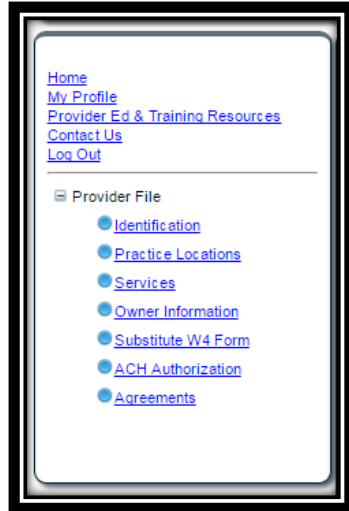 Home
My Profile
Provider Ed & Training Resources
Contact Us
Log Out
Provider File
Identification
Practice Locations
Services
Owner Information
Substitute W4 Form
ACH Authorization
Agreements